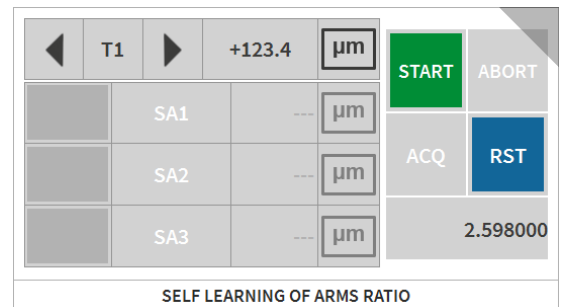 T1 +123.4 µm
START ABORT
SA1 --- µm
SA2 --- µm
ACQ RST
SA3 --- µm
2.598000
SELF LEARNING OF ARMS RATIO